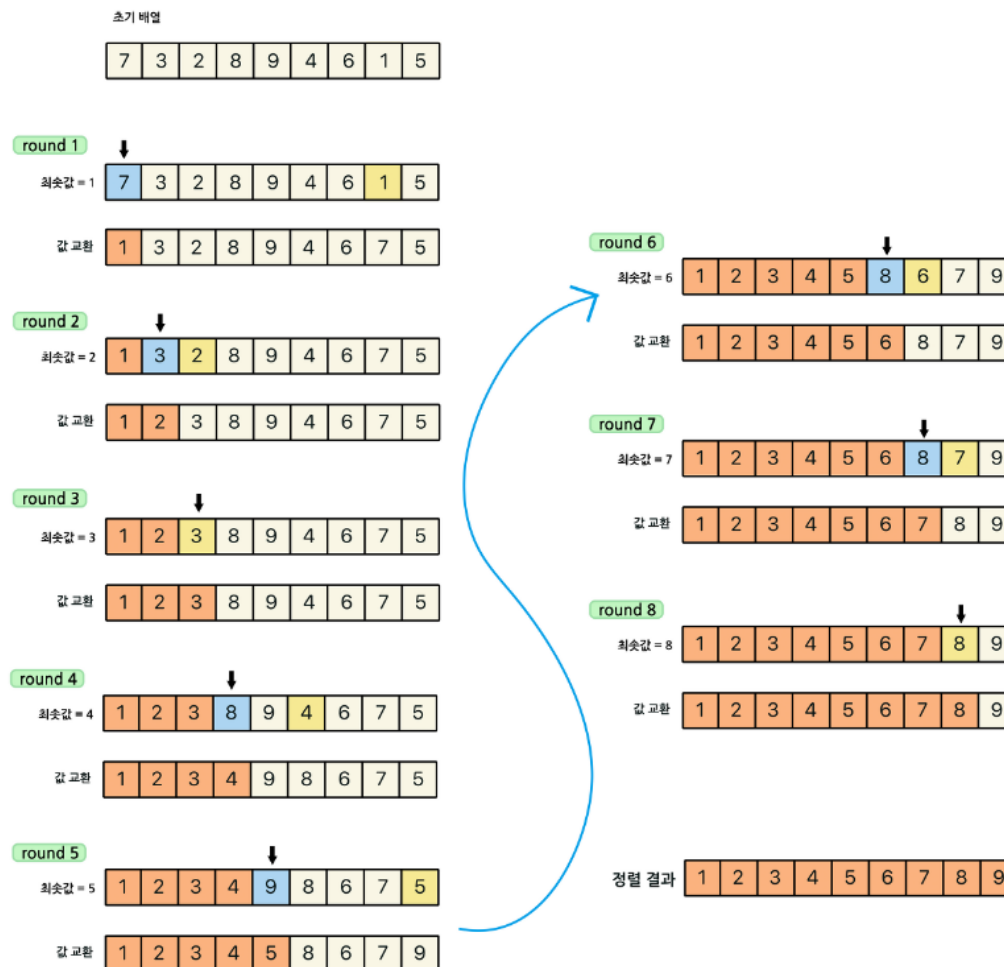 초기 배열
7 3 2 8 9 4 6 1 5
round 1
최솟값 = 1 7 3 2 8 9 4 6 1 5
값 교환 1 3 2 8 9 4 6 7 5
round 2
최솟값 = 2 1 3 2 8 9 4 6 7 5
값 교환 1 2 3 8 9 4 6 7 5
round 3
최솟값 = 3 1 2 3 8 9 4 6 7 5
값 교환 1 2 3 8 9 4 6 7 5
round 4
최솟값 = 4 1 2 3 8 9 4 6 7 5
값 교환 1 2 3 4 9 8 6 7 5
round 5
최솟값 = 5 1 2 3 4 9 8 6 7 5
값 교환 1 2 3 4 5 8 6 7 9
round 6
최솟값 = 6 1 2 3 4 5 8 6 7 9
값 교환 1 2 3 4 5 6 8 7 9
round 7
최솟값 = 7 1 2 3 4 5 6 8 7 9
값 교환 1 2 3 4 5 6 7 8 9
round 8
최솟값 = 8 1 2 3 4 5 6 7 8 9
값 교환 1 2 3 4 5 6 7 8 9
정렬 결과 1 2 3 4 5 6 7 8 9